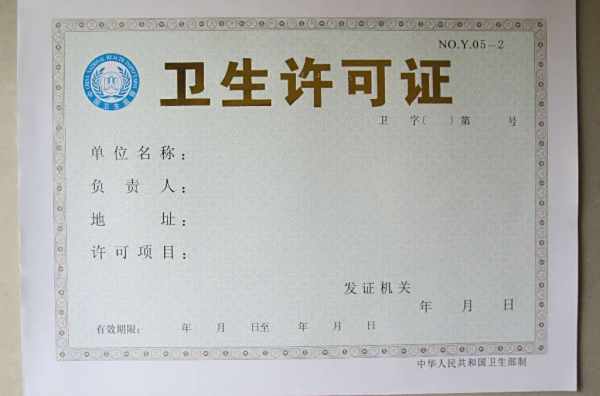 NO.Y.05-2
卫生许可证
卫 字( )第 号
单位名称：
负责人：
地址：
许可项目：
发证机关
年 月 日
有效期限： 年 月 日至 年 月 日
中华人民共和国卫生部制